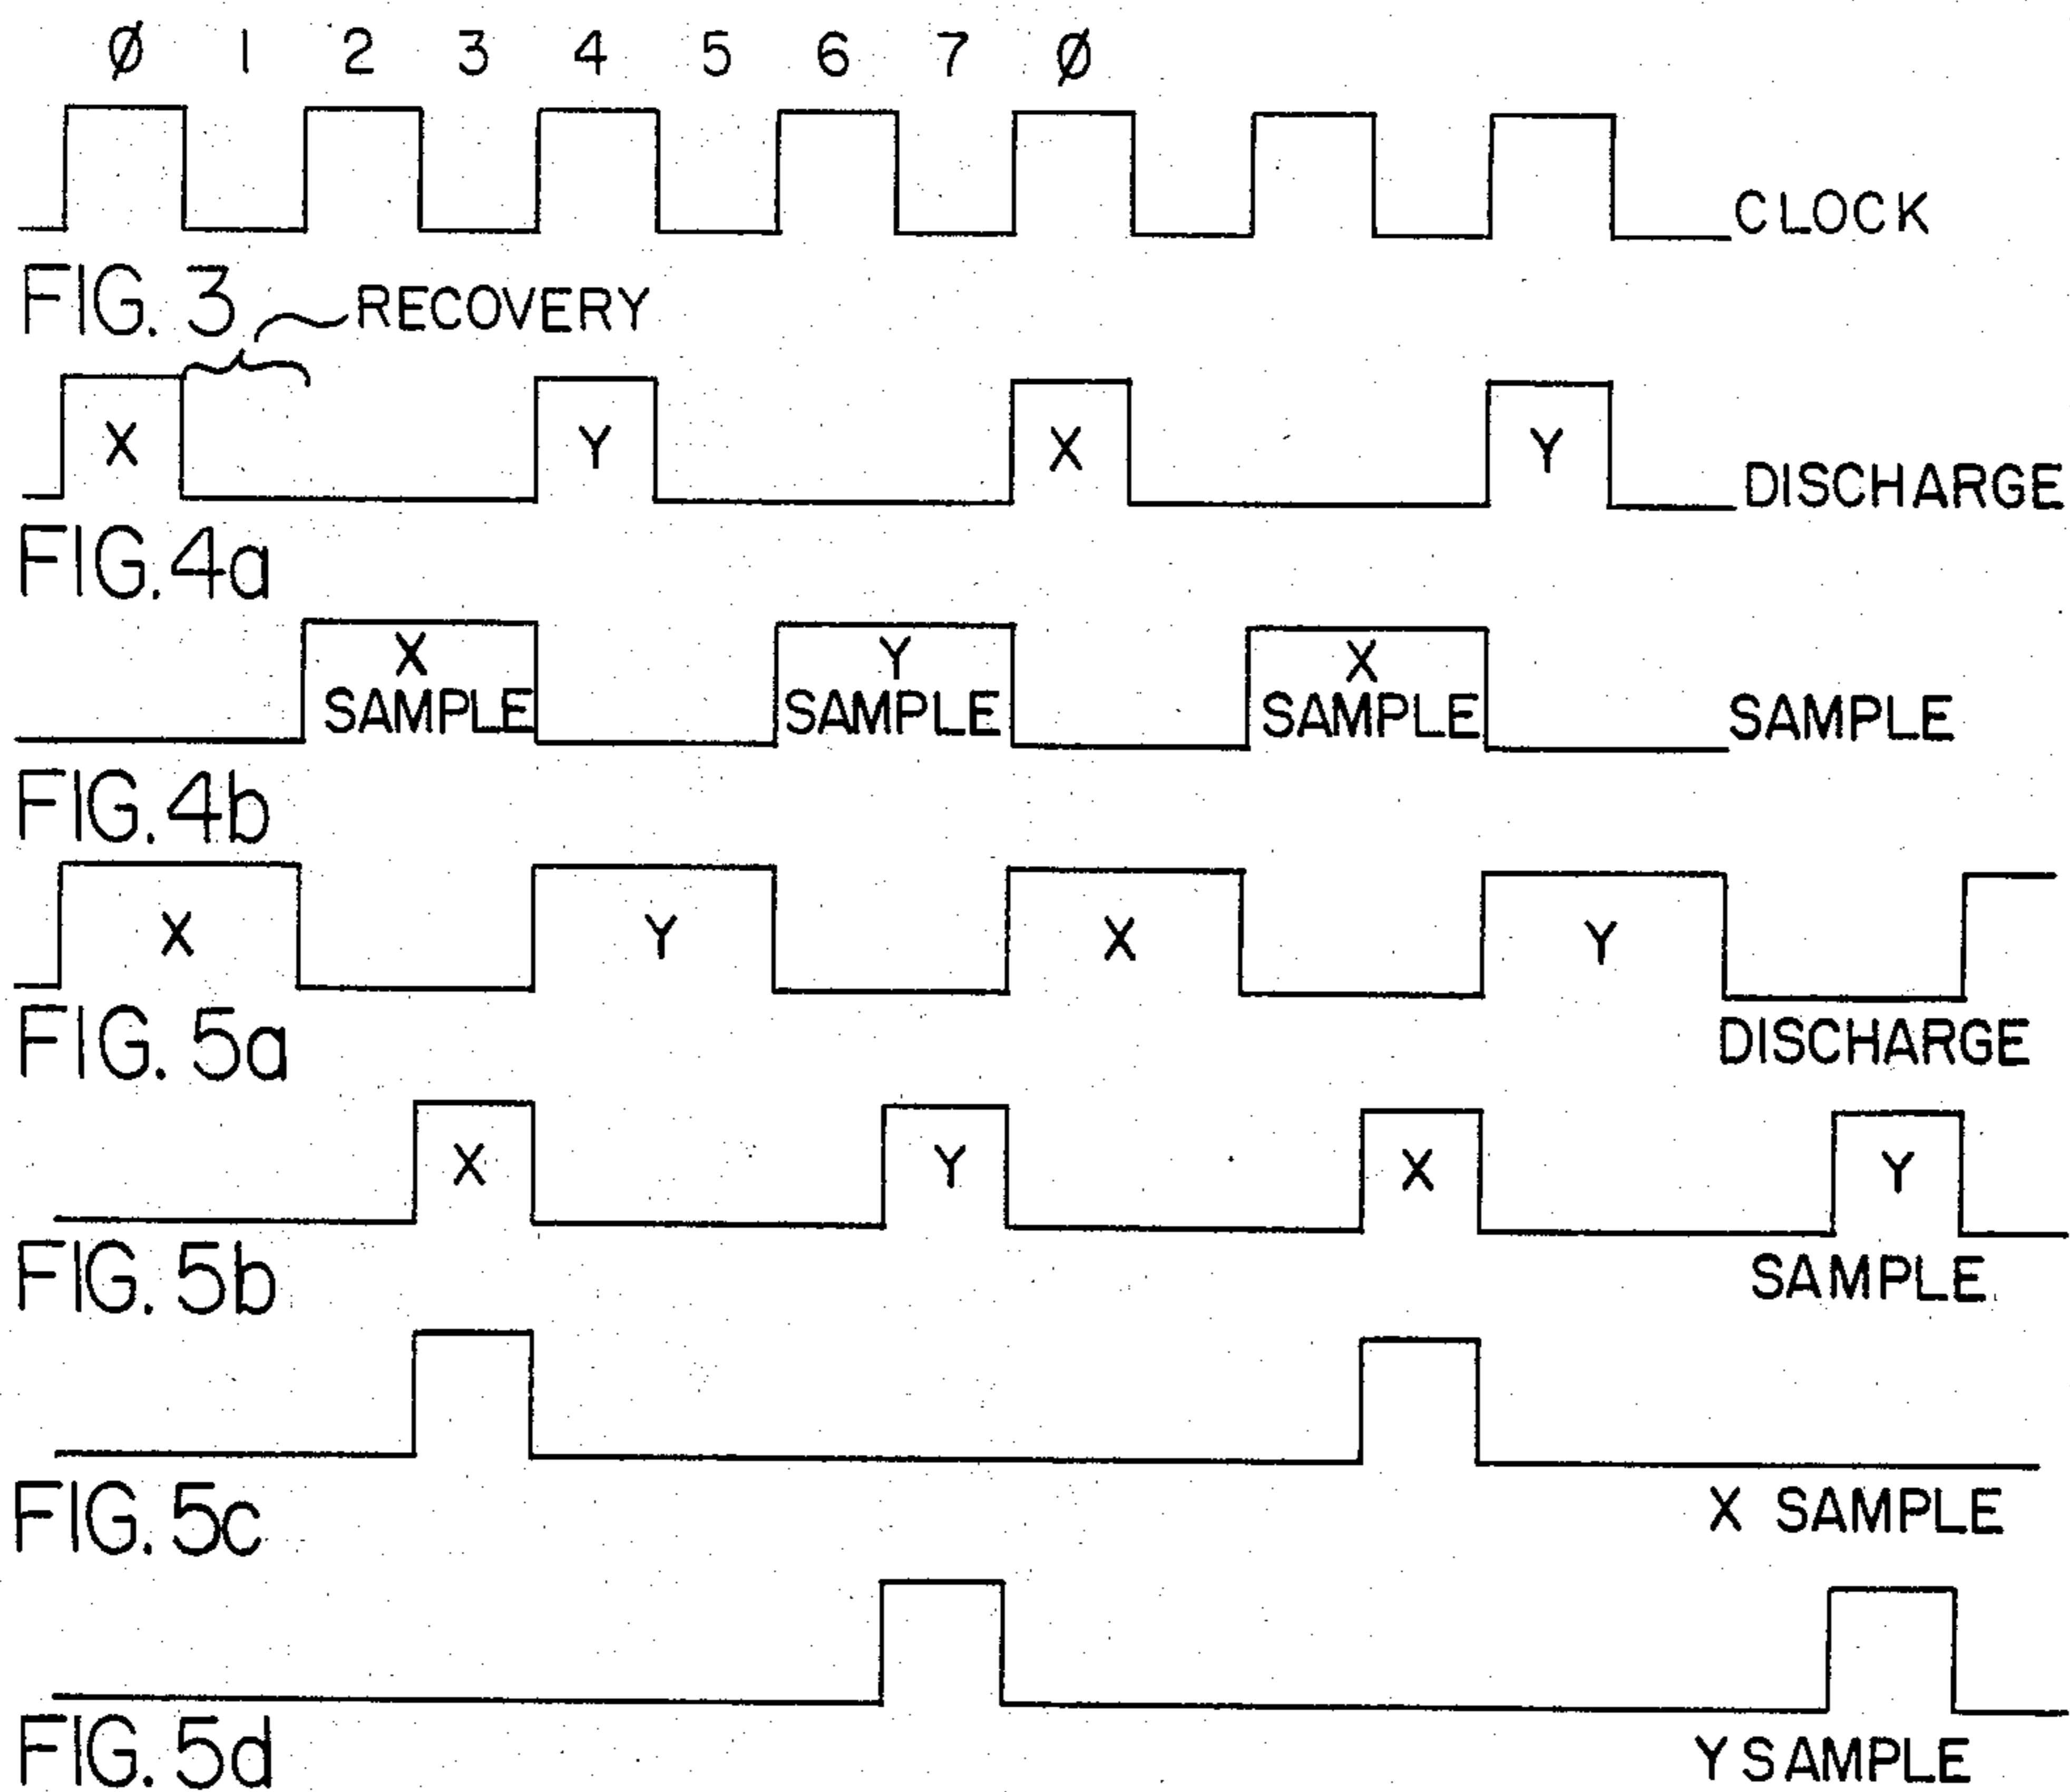 Ø 1 2 3 4 5 6 7 Ø
CLOCK
FIG. 3
RECOVERY
X Y X Y
DISCHARGE
FIG. 4a
X Y X
SAMPLE SAMPLE SAMPLE SAMPLE
FIG. 4b
X Y X Y
FIG. 5a
DISCHARGE
X Y X Y
FIG. 5b
SAMPLE
FIG. 5c
X SAMPLE
FIG. 5d
Y SAMPLE